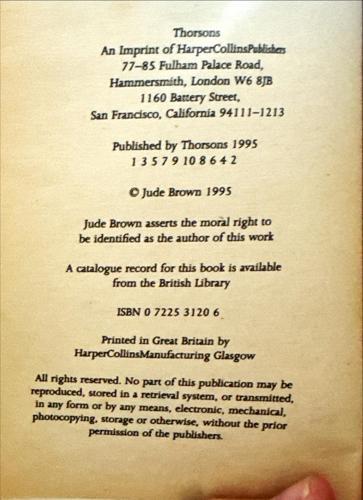 Thorsons
An Imprint of HarperCollinsPublishers
77–85 Fulham Palace Road,
Hammersmith, London W6 8JB
1160 Battery Street,
San Francisco, California 94111–1213
Published by Thorsons 1995
1 3 5 7 9 10 8 6 4 2
© Jude Brown 1995
Jude Brown asserts the moral right to
be identified as the author of this work
A catalogue record for this book is available
from the British Library
ISBN 0 7225 3120 6
Printed in Great Britain by
HarperCollinsManufacturing Glasgow
All rights reserved. No part of this publication may be
reproduced, stored in a retrieval system, or transmitted,
in any form or by any means, electronic, mechanical,
photocopying, storage or otherwise, without the prior
permission of the publishers.